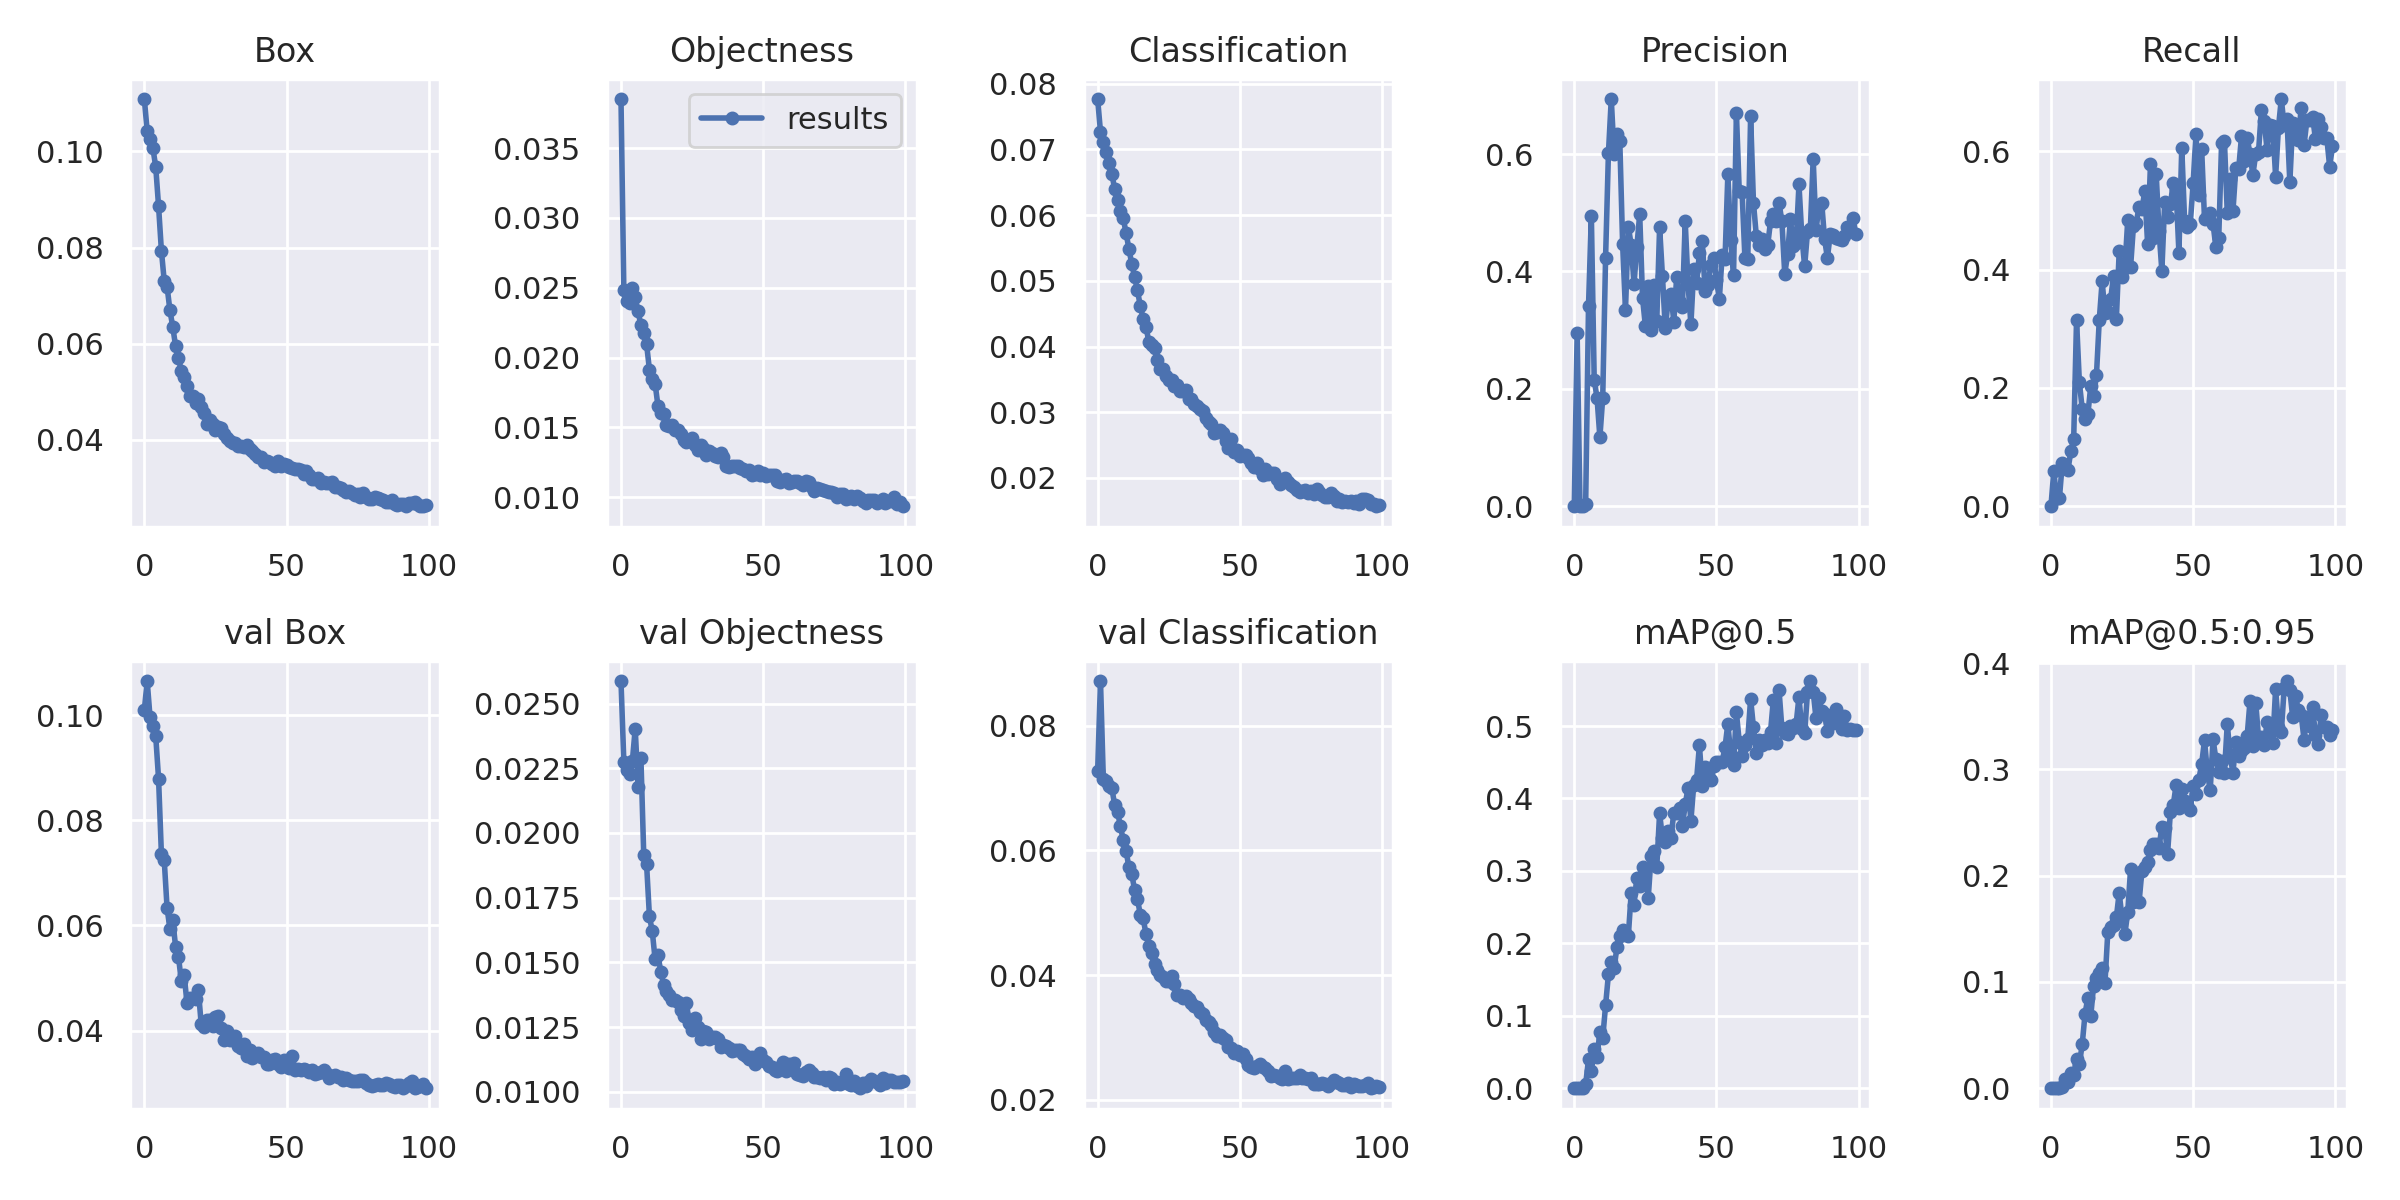 Box
0.10
0.08
0.06
0.04
0 50 100
Objectness
results
0.035
0.030
0.025
0.020
0.015
0.010
0 50 100
Classification
0.08
0.07
0.06
0.05
0.04
0.03
0.02
0 50 100
Precision
0.6
0.4
0.2
0.0
0 50 100
Recall
0.6
0.4
0.2
0.0
0 50 100
val Box
0.10
0.08
0.06
0.04
0 50 100
val Objectness
0.0250
0.0225
0.0200
0.0175
0.0150
0.0125
0.0100
0 50 100
val Classification
0.08
0.06
0.04
0.02
0 50 100
mAP@0.5
0.5
0.4
0.3
0.2
0.1
0.0
0 50 100
mAP@0.5:0.95
0.4
0.3
0.2
0.1
0.0
0 50 100